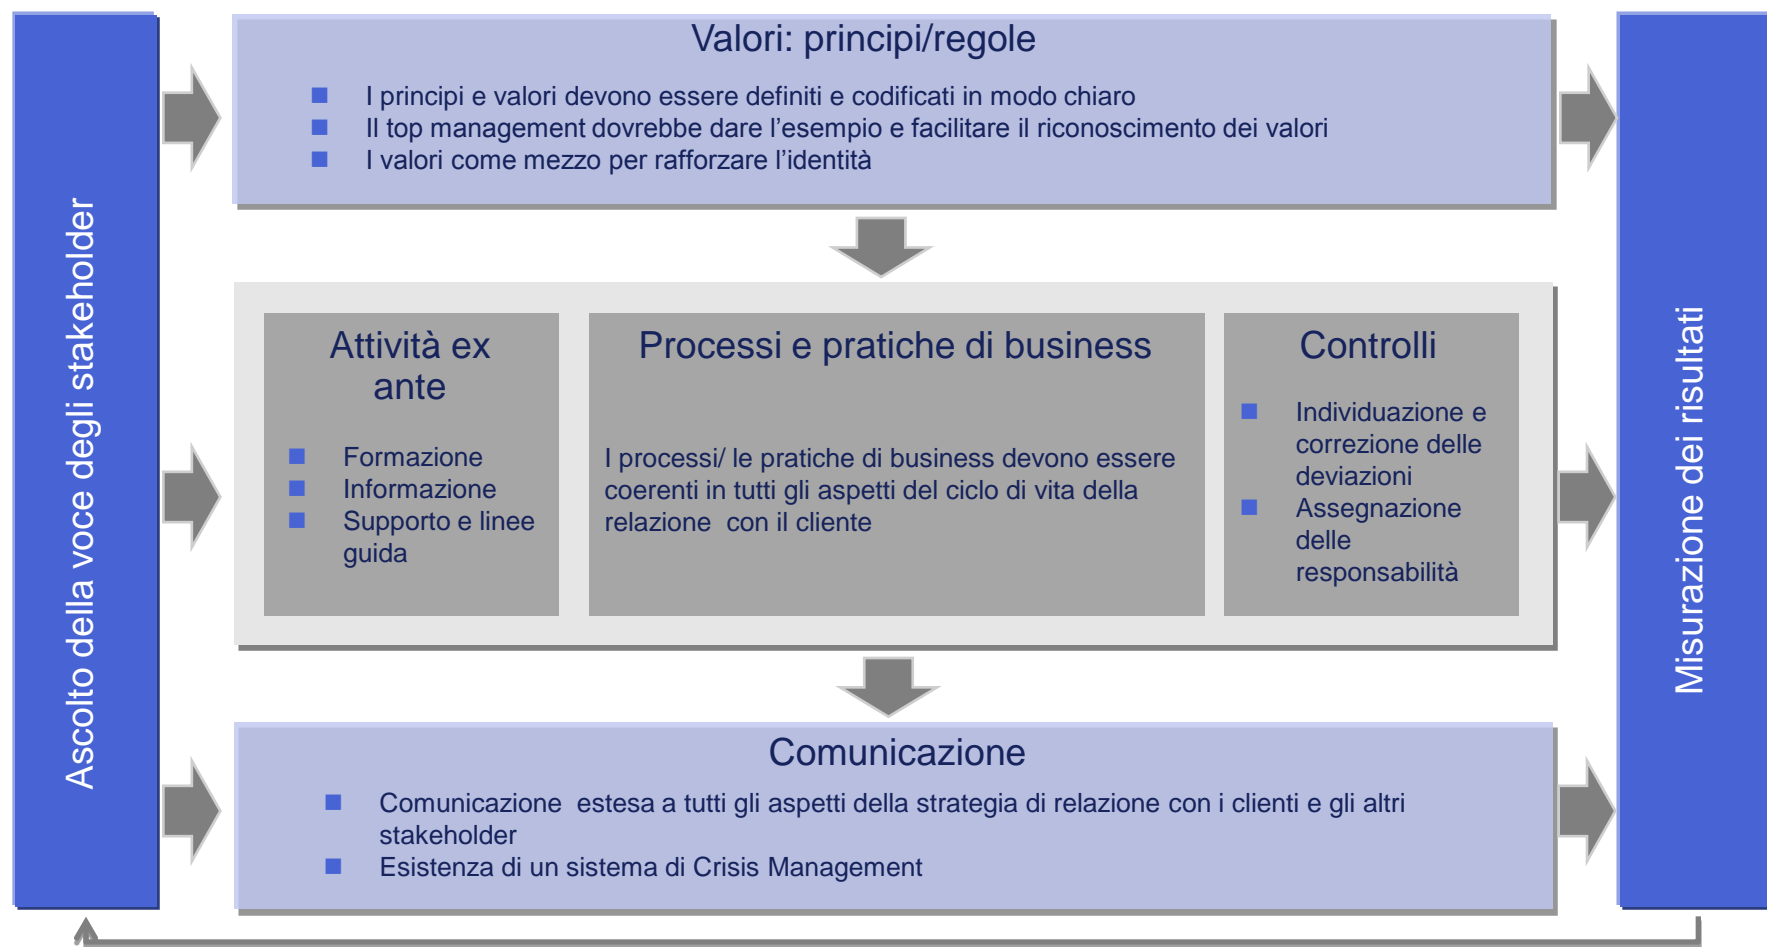 Ascolto della voce degli stakeholder
Valori: principi/regole
I principi e valori devono essere definiti e codificati in modo chiaro
Il top management dovrebbe dare l’esempio e facilitare il riconoscimento dei valori
I valori come mezzo per rafforzare l’identità
Attività ex
ante
Formazione
Informazione
Supporto e linee
guida
Processi e pratiche di business
I processi/ le pratiche di business devono essere
coerenti in tutti gli aspetti del ciclo di vita della
relazione con il cliente
Controlli
Individuazione e
correzione delle
deviazioni
Assegnazione
delle
responsabilità
Comunicazione
Comunicazione estesa a tutti gli aspetti della strategia di relazione con i clienti e gli altri
stakeholder
Esistenza di un sistema di Crisis Management
Misurazione dei risultati